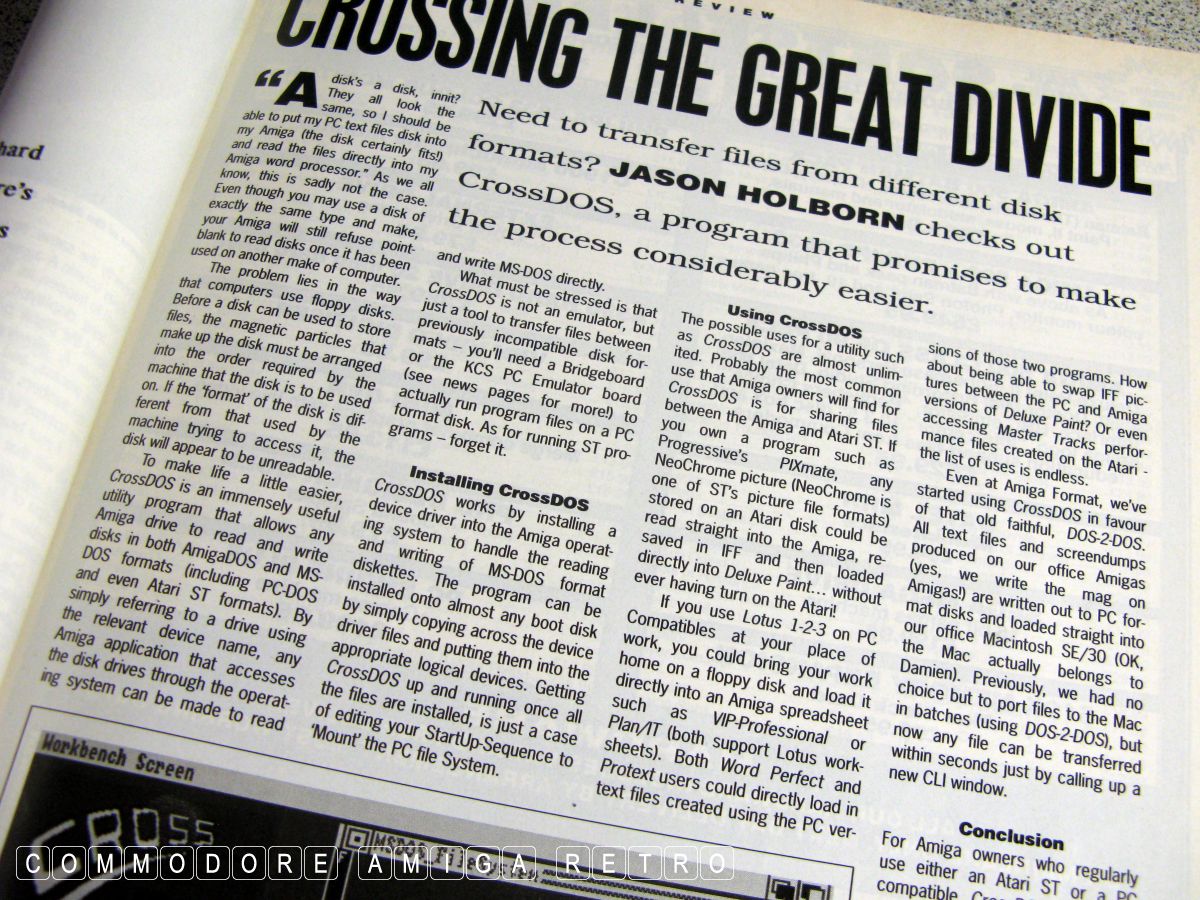 REVIEW
CROSSING THE GREAT DIVIDE
hard
re's
s
Need to transfer files from different disk
formats? JASON HOLBORN checks out
CrossDOS, a program that promises to make
the process considerably easier.
“A disk's a disk, innit?
They all look the
same, so I should be
able to put my PC text files disk into
my Amiga (the disk certainly fits!)
and read the files directly into my
Amiga word processor.” As we all
know, this is sadly not the case.
Even though you may use a disk of
exactly the same type and make,
your Amiga will still refuse point-
blank to read disks once it has been
used on another make of computer.
The problem lies in the way
that computers use floppy disks.
Before a disk can be used to store
files, the magnetic particles that
make up the disk must be arranged
into the order required by the
machine that the disk is to be used
on. If the 'format' of the disk is dif-
ferent from that used by the
machine trying to access it, the
disk will appear to be unreadable.
To make life a little easier,
CrossDOS is an immensely useful
utility program that allows any
Amiga drive to read and write
disks in both AmigaDOS and MS-
DOS formats (including PC-DOS
and even Atari ST formats). By
simply referring to a drive using
the relevant device name, any
Amiga application that accesses
the disk drives through the operat-
ing system can be made to read
and write MS-DOS directly.
What must be stressed is that
CrossDOS is not an emulator, but
just a tool to transfer files between
previously incompatible disk for-
mats – you'll need a Bridgeboard
or the KCS PC Emulator board
(see news pages for more!) to
actually run program files on a PC
format disk. As for running ST pro-
grams – forget it.
Installing CrossDOS
CrossDOS works by installing a
device driver into the Amiga operat-
ing system to handle the reading
and writing of MS-DOS format
diskettes. The program can be
installed onto almost any boot disk
by simply copying across the device
driver files and putting them into the
appropriate logical devices. Getting
CrossDOS up and running once all
the files are installed, is just a case
of editing your StartUp-Sequence to
'Mount' the PC file System.
Using CrossDOS
The possible uses for a utility such
as CrossDOS are almost unlim-
ited. Probably the most common
use that Amiga owners will find for
CrossDOS is for sharing files
between the Amiga and Atari ST. If
you own a program such as
Progressive's PIXmate, any
NeoChrome picture (NeoChrome is
one of ST's picture file formats)
stored on an Atari disk could be
read straight into the Amiga, re-
saved in IFF and then loaded
directly into Deluxe Paint... without
ever having turn on the Atari!
If you use Lotus 1-2-3 on PC
Compatibles at your place of
work, you could bring your work
home on a floppy disk and load it
directly into an Amiga spreadsheet
such as VIP-Professional or
Plan/IT (both support Lotus work-
sheets). Both Word Perfect and
Protext users could directly load in
text files created using the PC ver-
sions of those two programs. How
about being able to swap IFF pic-
tures between the PC and Amiga
versions of Deluxe Paint? Or even
accessing Master Tracks perfor-
mance files created on the Atari -
the list of uses is endless.
Even at Amiga Format, we've
started using CrossDOS in favour
of that old faithful, DOS-2-DOS.
All text files and screendumps
produced on our office Amigas
(yes, we write the mag on
Amigas!) are written out to PC for-
mat disks and loaded straight into
our office Macintosh SE/30 (OK,
the Mac actually belongs to
Damien). Previously, we had no
choice but to port files to the Mac
in batches (using DOS-2-DOS), but
now any file can be transferred
within seconds just by calling up a
new CLI window.
Conclusion
For Amiga owners who regularly
use either an Atari ST or a PC
compatible,
Workbench Screen
CROSS
MSDOS File System
COMMODORE AMIGA RETRO